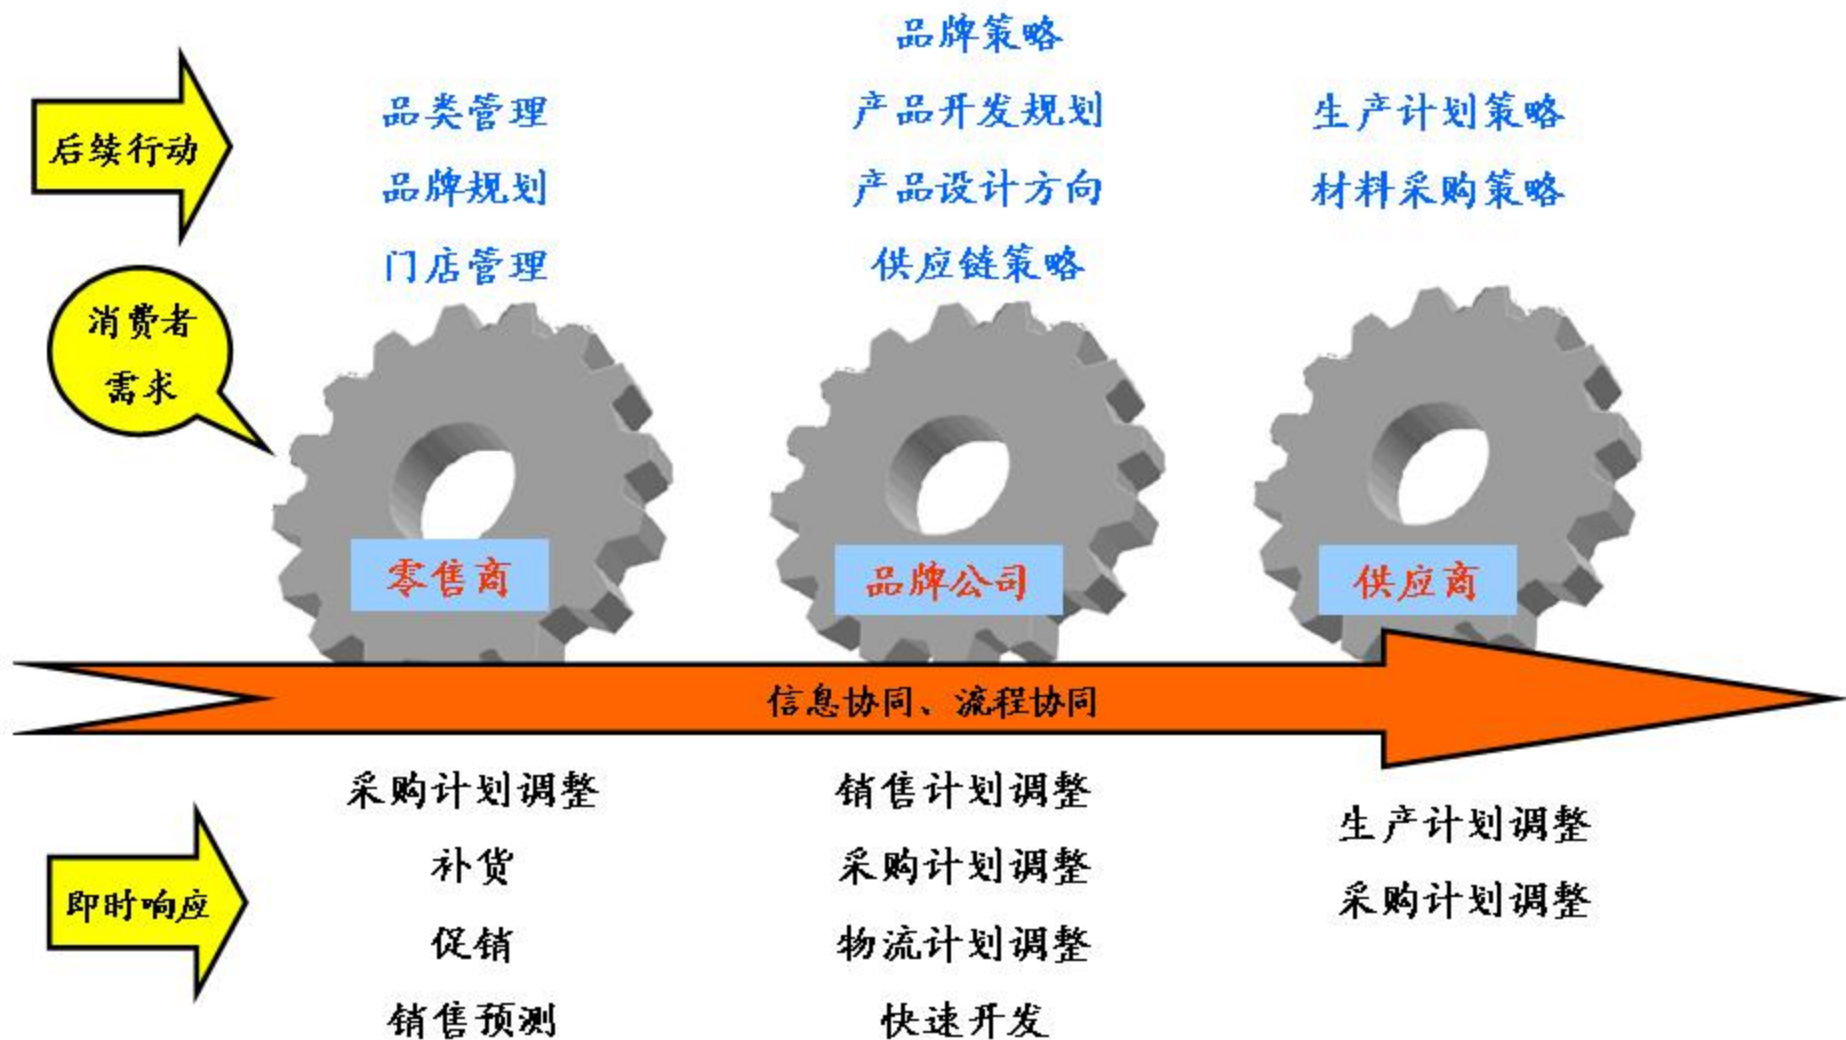 后续行动
品类管理
品牌规划
门店管理
品牌策略
产品开发规划
产品设计方向
供应链策略
生产计划策略
材料采购策略
消费者
需求
零售商
品牌公司
供应商
信息协同、流程协同
即时响应
采购计划调整
补货
促销
销售预测
销售计划调整
采购计划调整
物流计划调整
快速开发
生产计划调整
采购计划调整